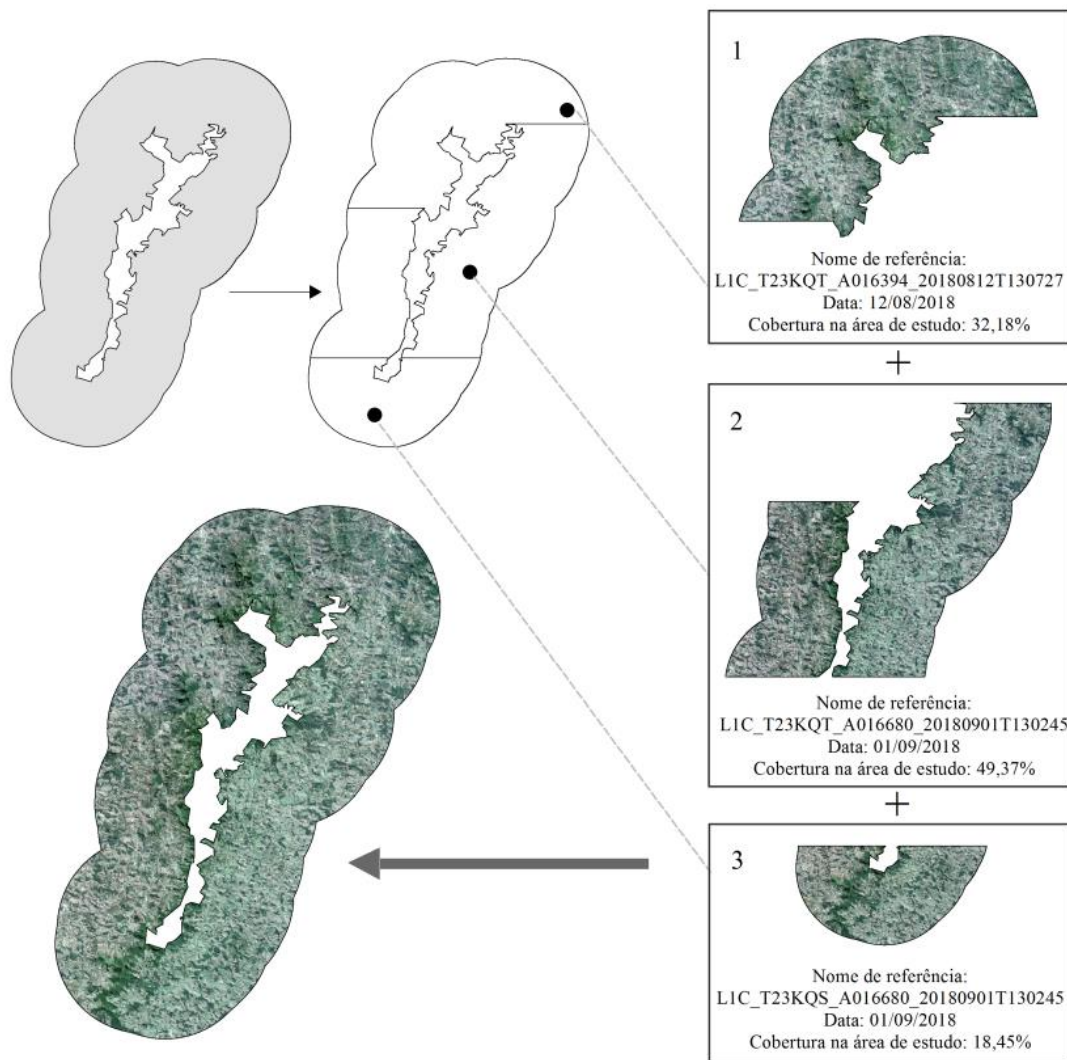 1
Nome de referência:
L1C_T23KQT_A016394_20180812T130727
Data: 12/08/2018
Cobertura na área de estudo: 32,18%
+
2
Nome de referência:
L1C_T23KQT_A016680_20180901T130245
Data: 01/09/2018
Cobertura na área de estudo: 49,37%
+
3
Nome de referência:
L1C_T23KQS_A016680_20180901T130245
Data: 01/09/2018
Cobertura na área de estudo: 18,45%